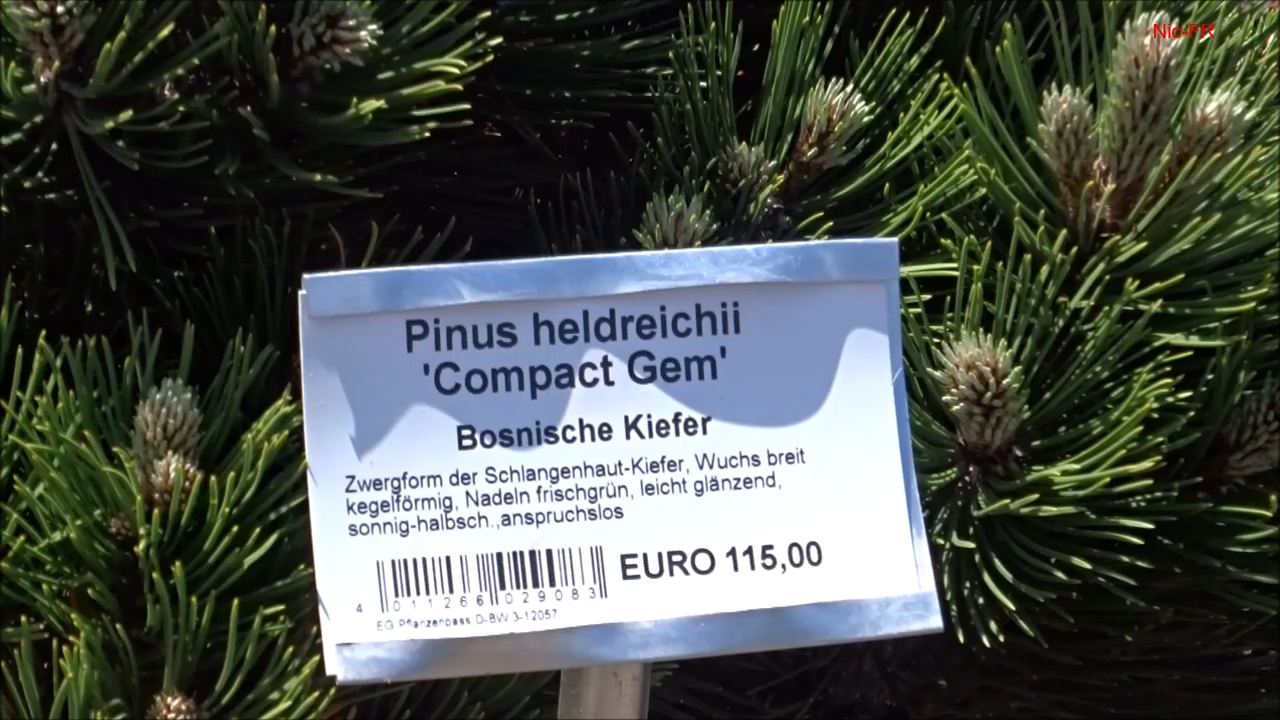 Nic-FR
Pinus heldreichii
'Compact Gem'
Bosnische Kiefer
Zwergform der Schlangenhaut-Kiefer, Wuchs breit
kegelförmig, Nadeln frischgrün, leicht glänzend,
sonnig-halbsch.,anspruchslos
EURO 115,00
4 011266 029083
EG Pflanzenpass D-BW 3-12057